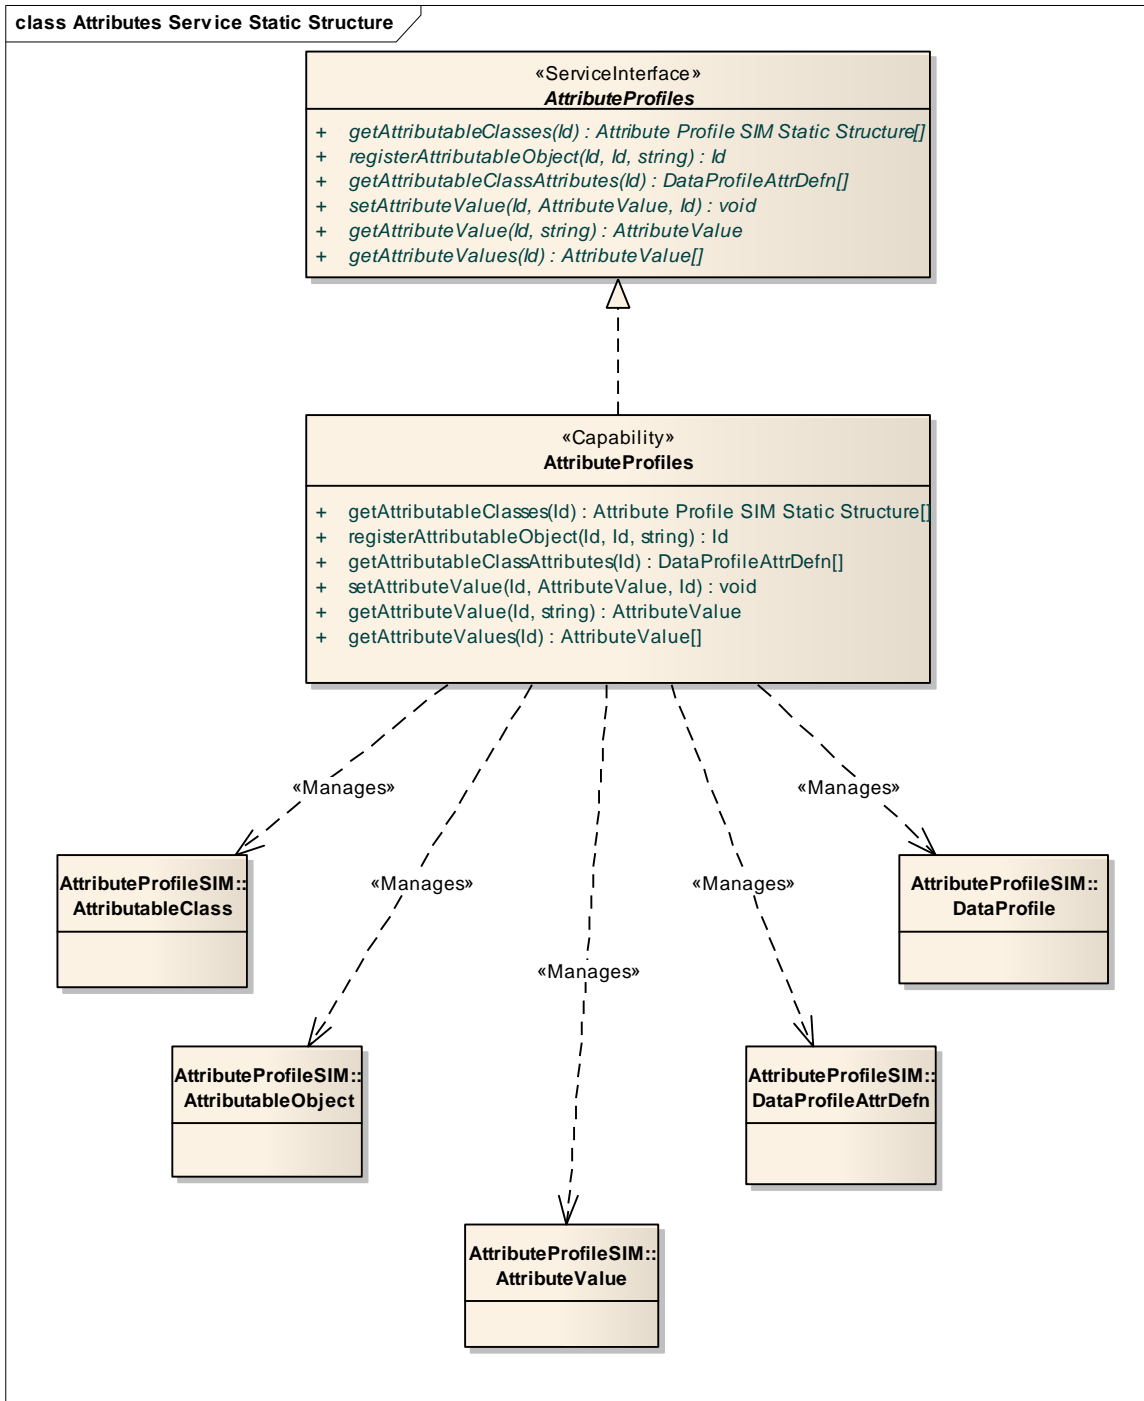 class Attributes Service Static Structure
«ServiceInterface»
AttributeProfiles
+ getAttributableClasses(Id) : Attribute Profile SIM Static Structure[]
+ registerAttributableObject(Id, Id, string) : Id
+ getAttributableClassAttributes(Id) : DataProfileAttrDefn[]
+ setAttributeValue(Id, AttributeValue, Id) : void
+ getAttributeValue(Id, string) : AttributeValue
+ getAttributeValues(Id) : AttributeValue[]
«Capability»
AttributeProfiles
+ getAttributableClasses(Id) : Attribute Profile SIM Static Structure[]
+ registerAttributableObject(Id, Id, string) : Id
+ getAttributableClassAttributes(Id) : DataProfileAttrDefn[]
+ setAttributeValue(Id, AttributeValue, Id) : void
+ getAttributeValue(Id, string) : AttributeValue
+ getAttributeValues(Id) : AttributeValue[]
«Manages»
«Manages»
«Manages»
«Manages»
«Manages»
AttributeProfileSIM::
AttributableClass
AttributeProfileSIM::
DataProfile
AttributeProfileSIM::
AttributableObject
AttributeProfileSIM::
DataProfileAttrDefn
AttributeProfileSIM::
AttributeValue